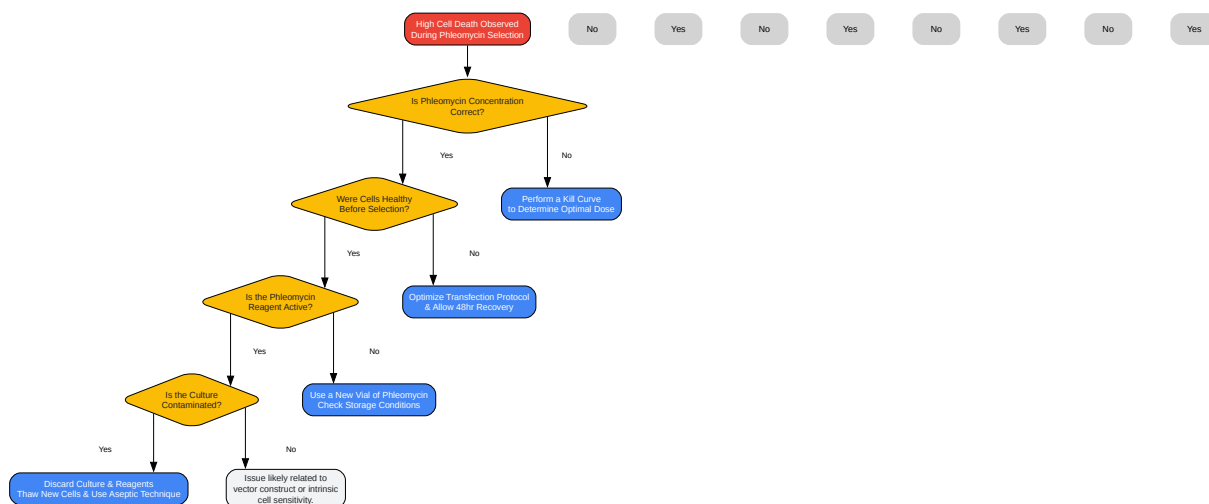 High Cell Death Observed
During Phleomycin Selection
No
Yes
No
Yes
No
Yes
No
Yes
Is Phleomycin Concentration
Correct?
Yes
No
Were Cells Healthy
Before Selection?
Perform a Kill Curve
to Determine Optimal Dose
Yes
No
Is the Phleomycin
Reagent Active?
Optimize Transfection Protocol
& Allow 48hr Recovery
Yes
No
Is the Culture
Contaminated?
Use a New Vial of Phleomycin
Check Storage Conditions
Yes
No
Discard Culture & Reagents
Thaw New Cells & Use Aseptic Technique
Issue likely related to
vector construct or intrinsic
cell sensitivity.